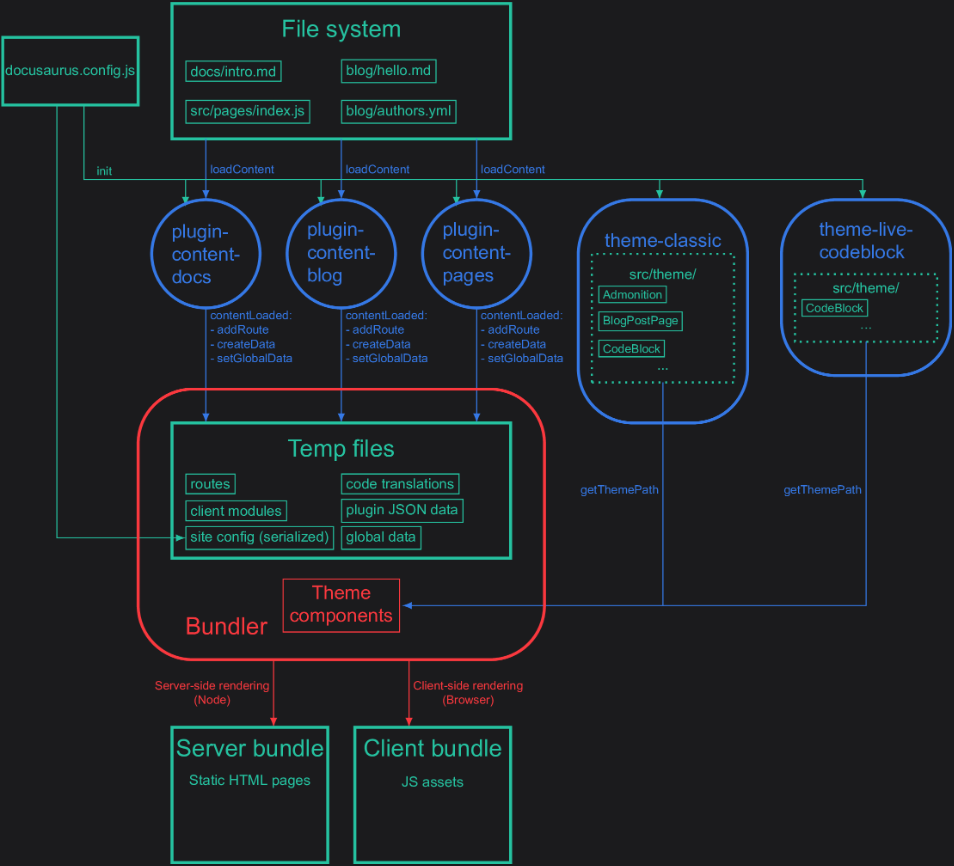 File system
docusaurus.config.js
docs/intro.md
blog/hello.md
src/pages/index.js
blog/authors.yml
init
loadContent
loadContent
loadContent
plugin-
content-
docs
plugin-
content-
blog
plugin-
content-
pages
theme-classic
src/theme/
Admonition
BlogPostPage
CodeBlock
...
theme-live-
codeblock
src/theme/
CodeBlock
...
contentLoaded:
- addRoute
- createData
- setGlobalData
contentLoaded:
- addRoute
- createData
- setGlobalData
contentLoaded:
- addRoute
- createData
- setGlobalData
Temp files
routes
code translations
client modules
plugin JSON data
site config (serialized)
global data
getThemePath
getThemePath
Theme
components
Bundler
Server-side rendering
(Node)
Client-side rendering
(Browser)
Server bundle
Static HTML pages
Client bundle
JS assets